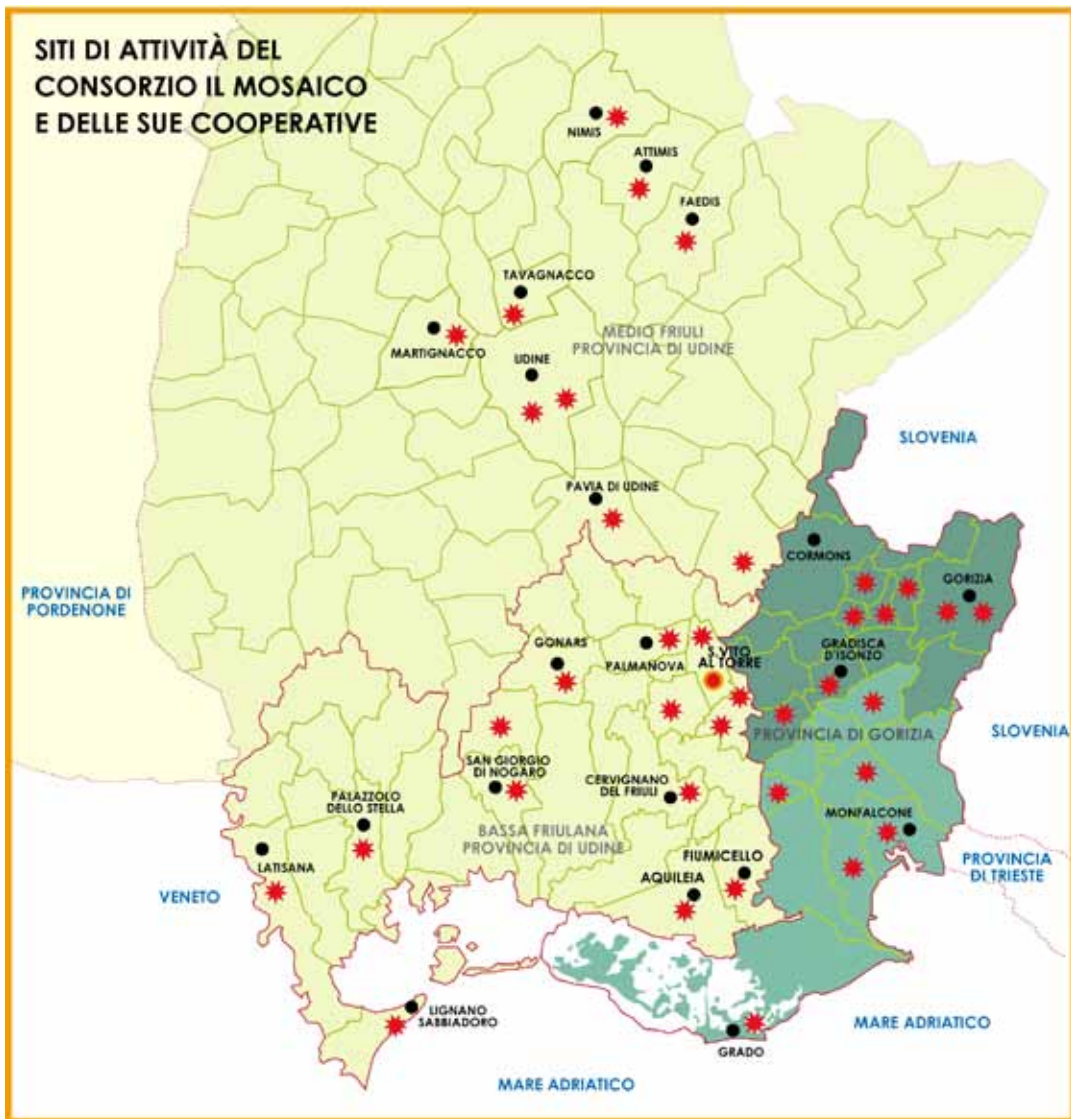 SITI DI ATTIVITÀ DEL
CONSORZIO IL MOSAICO
E DELLE SUE COOPERATIVE
NIMIS
ATTIMIS
FAEDIS
TAVAGNACCO
MARTIGNACCO
MEDIO FRIULI
PROVINCIA DI UDINE
UDINE
SLOVENIA
PAVIA DI UDINE
CORMONS
PROVINCIA DI
PORDENONE
GORIZIA
GONARS
PALMANOVA
S.VITO
AL TORRE
GRADISCA
D'ISONZO
PROVINCIA DI GORIZIA
SLOVENIA
SAN GIORGIO
DI NOGARO
CERVIGNANO
DEL FRIULI
PALAZZOLO
DELLO STELLA
MONFALCONE
BASSA FRIULANA
PROVINCIA DI UDINE
LATISANA
FIUMICELLO
AQUILEIA
PROVINCIA
DI TRIESTE
VENETO
LIGNANO
SABBIADORO
MARE ADRIATICO
GRADO
MARE ADRIATICO